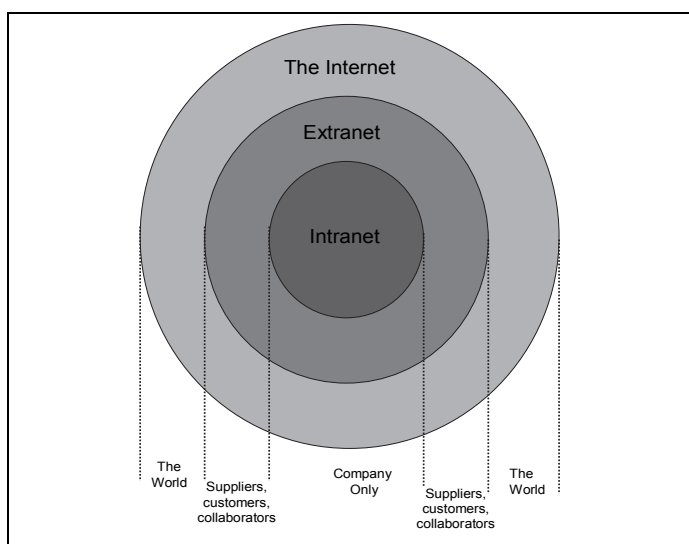 The Internet
Extranet
Intranet
The
World
Suppliers,
customers,
collaborators
Company
Only
Suppliers,
customers,
collaborators
The
World